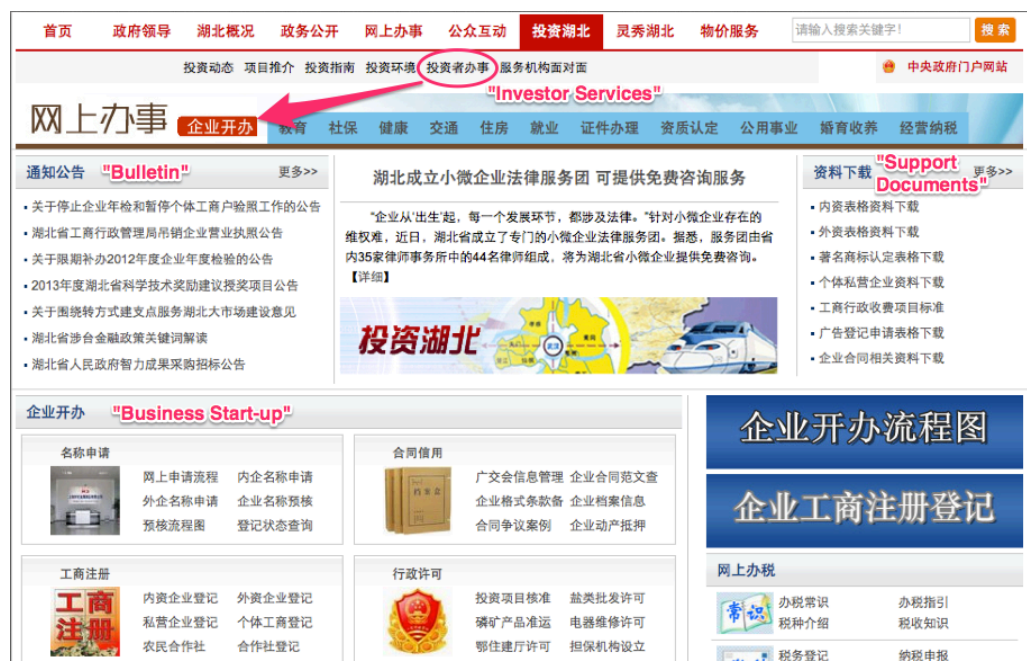 首页 政府领导 湖北概况 政务公开 网上办事 公众互动 投资湖北 灵秀湖北 物价服务 请输入搜索关键字! 搜索
投资动态 项目推介 投资指南 投资环境 投资者办事 服务机构面对面 中央政府门户网站
"Investor Services"
网上办事 企业开办 教育 社保 健康 交通 住房 就业 证件办理 资质认定 公用事业 婚育收养 经营纳税
通知公告 "Bulletin" 更多>>
关于停止企业年检和暂停个体工商户验照工作的公告
湖北省工商行政管理局吊销企业营业执照公告
关于限期补办2012年度企业年度检验的公告
2013年度湖北省科学技术奖励建议授奖项目公告
关于围绕转方式建支点服务湖北大市场建设意见
湖北省涉台金融政策关键词解读
湖北省人民政府智力成果采购招标公告
湖北成立小微企业法律服务团 可提供免费咨询服务
“企业从‘出生’起，每一个发展环节，都涉及法律。”针对小微企业存在的
维权难，近日，湖北省成立了专门的小微企业法律服务团。据悉，服务团由省
内35家律师事务所中的44名律师组成，将为湖北省小微企业提供免费咨询。
【详细】
投资湖北
资料下载 "Support Documents" 更多>>
内资表格资料下载
外资表格资料下载
著名商标认定表格下载
个体私营企业资料下载
工商行政收费项目标准
广告登记申请表格下载
企业合同相关资料下载
企业开办 "Business Start-up"
名称申请
网上申请流程 内企名称申请
外企名称申请 企业名称预核
预核流程图 登记状态查询
合同信用
档案盒
广交会信息管理 企业合同范文查
企业格式条款备 企业档案信息
合同争议案例 企业动产抵押
工商注册
工商
注册
内资企业登记 外资企业登记
私营企业登记 个体工商登记
农民合作社 合作社登记
行政许可
投资项目核准 盐类批发许可
磷矿产品准运 电器维修许可
鄂住建厅许可 担保机构设立
企业开办流程图
企业工商注册登记
网上办税
常识
办税常识 办税指引
税种介绍 税收知识
税务登记 纳税申报